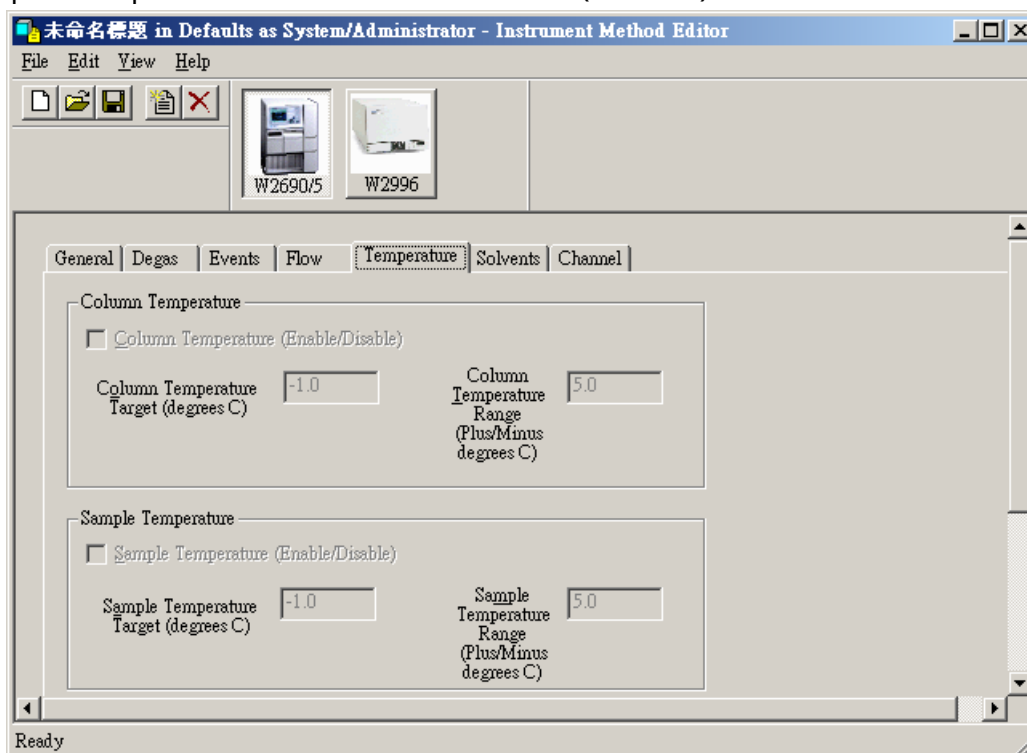 未命名標題 in Defaults as System/Administrator - Instrument Method Editor
File Edit View Help
W2690/5 W2996
General Degas Events Flow Temperature Solvents Channel
Column Temperature
Column Temperature (Enable/Disable)
Column Temperature
Target (degrees C)
-1.0
Column
Temperature
Range
(Plus/Minus
degrees C)
5.0
Sample Temperature
Sample Temperature (Enable/Disable)
Sample Temperature
Target (degrees C)
-1.0
Sample
Temperature
Range
(Plus/Minus
degrees C)
5.0
Ready